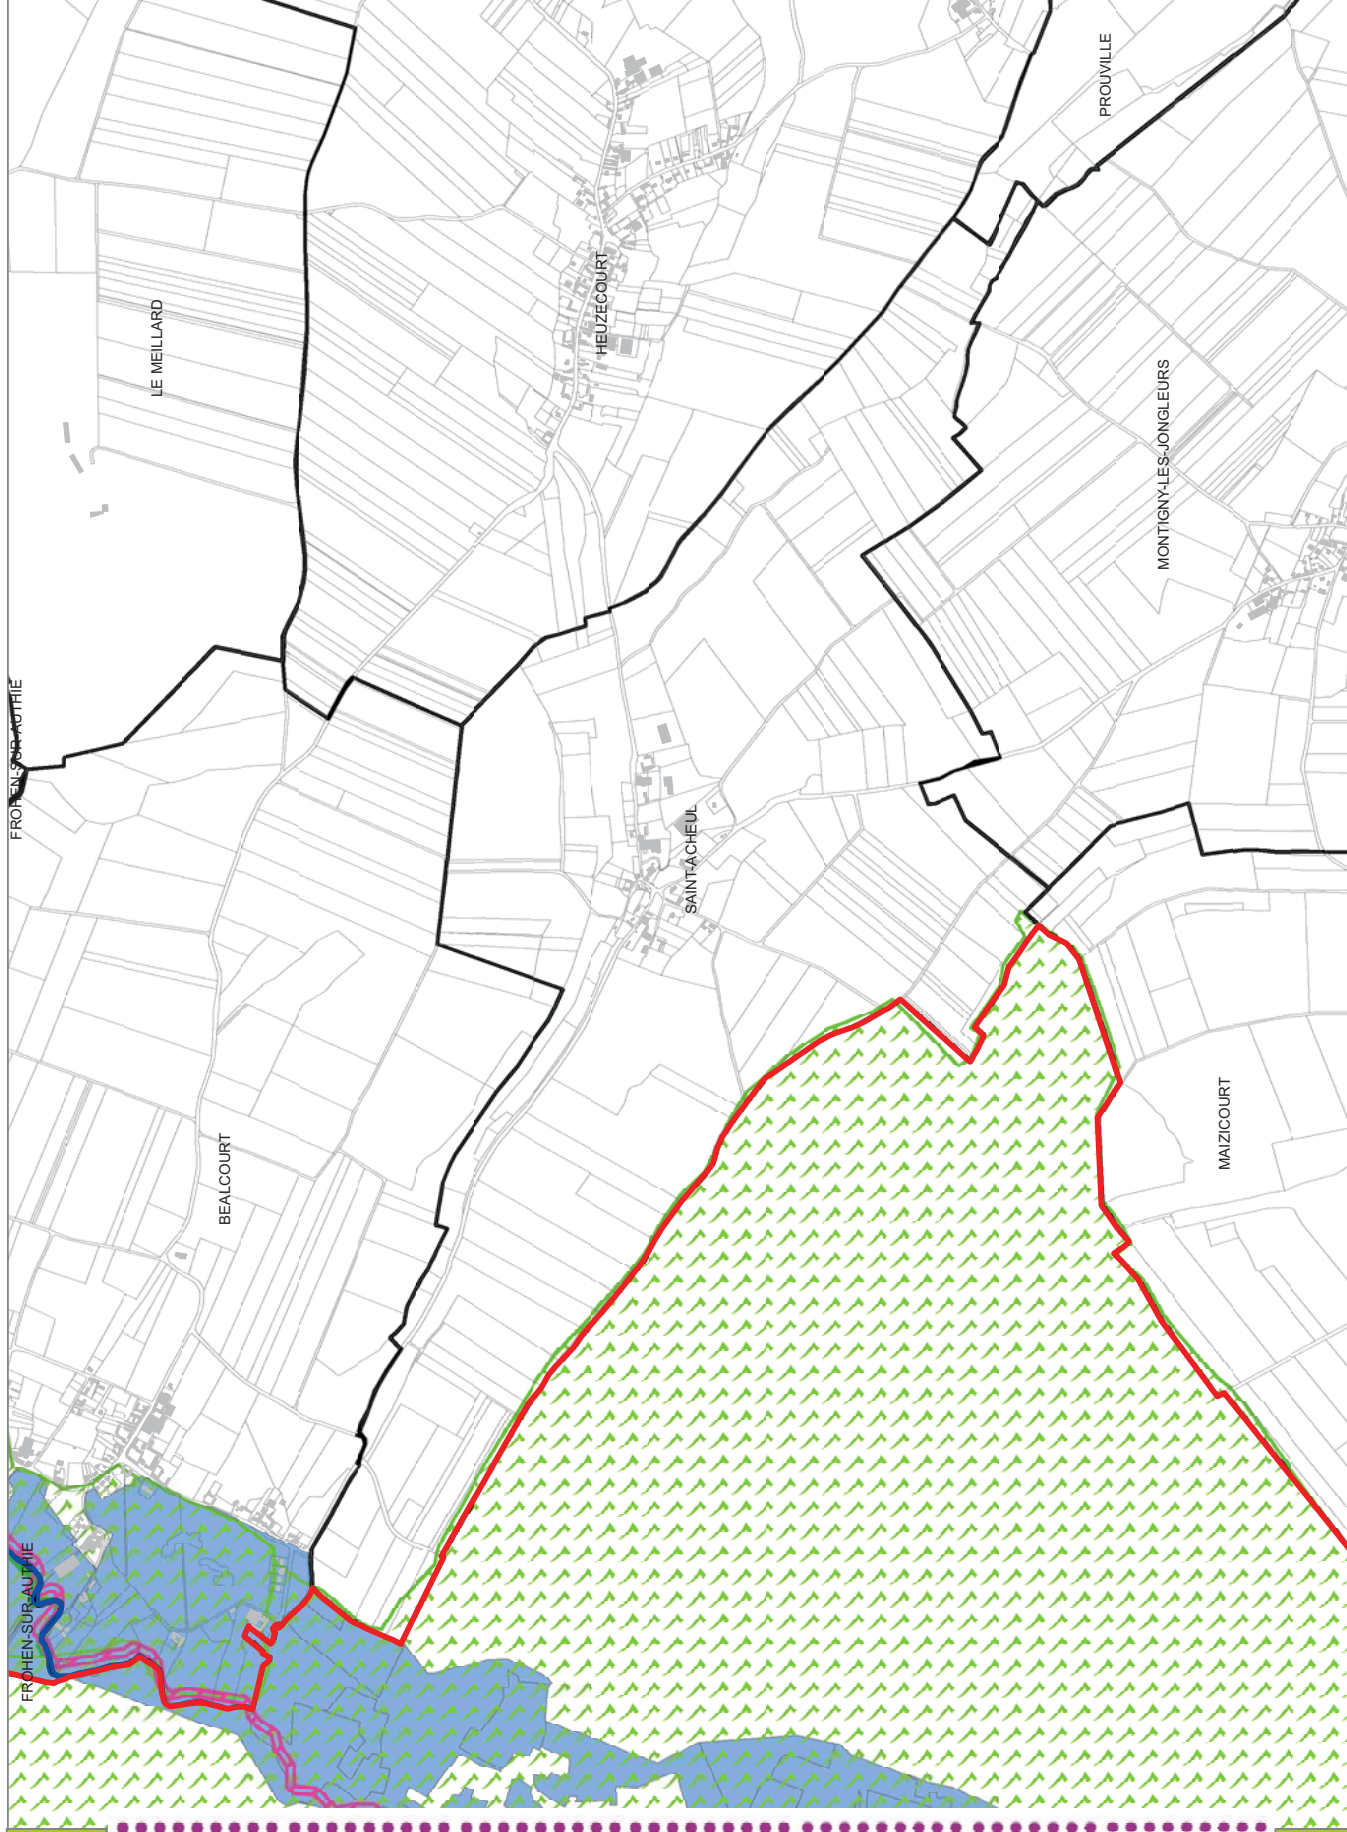 PROUVILLE
LE MEILLARD
HEUZECOURT
MONTIGNY-LES-JONGLEURS
FROHEN-SUR-AUTHIE
SAINT-ACHEUL
BEALCOURT
MAIZICOURT
FROHEN-SUR-AUTHIE